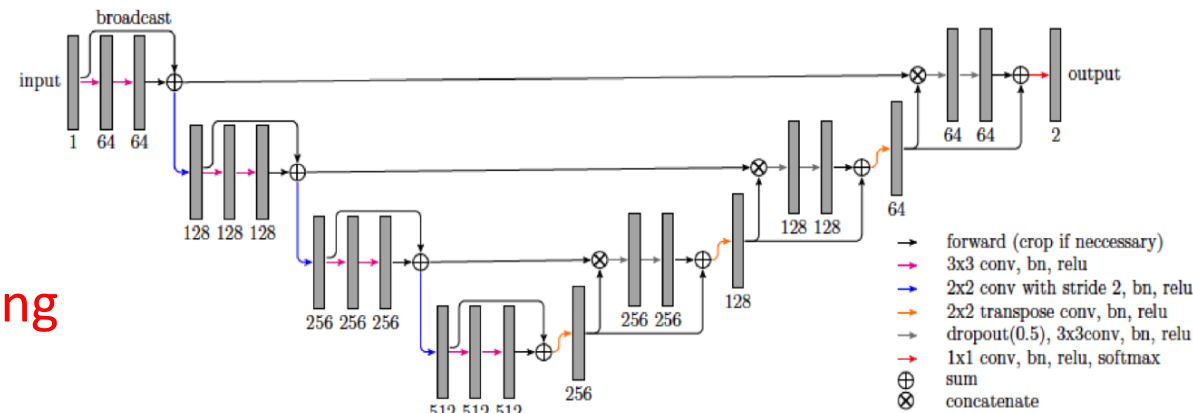 broadcast
input
output
1 64 64
64 64
2
128 128 128
128 128
64
256 256 256
256 256
128
512 512 512
256
ng
forward (crop if neccessary)
3x3 conv, bn, relu
2x2 conv with stride 2, bn, relu
2x2 transpose conv, bn, relu
dropout(0.5), 3x3conv, bn, relu
1x1 conv, bn, relu, softmax
sum
concatenate